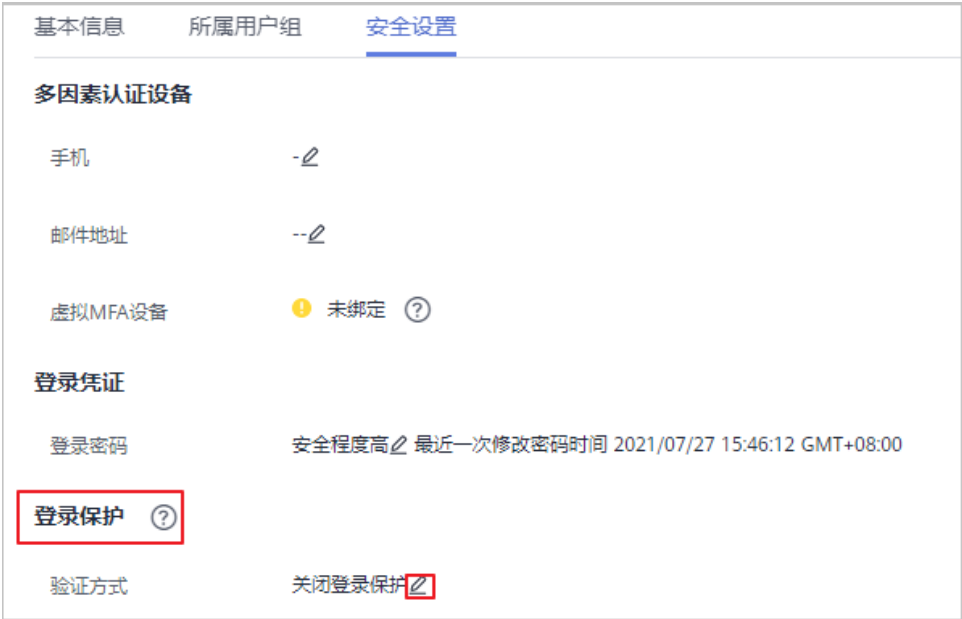 基本信息 所属用户组 安全设置
多因素认证设备
手机 -
邮件地址 --
虚拟MFA设备 未绑定
登录凭证
登录密码 安全程度高 最近一次修改密码时间 2021/07/27 15:46:12 GMT+08:00
登录保护
验证方式 关闭登录保护